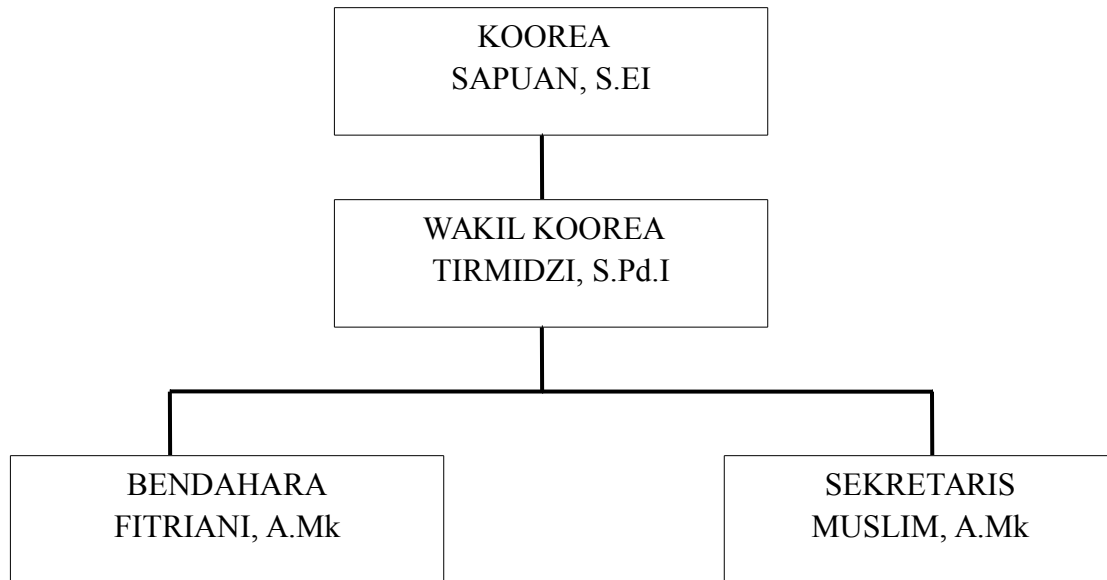 KOOREA
SAPUAN, S.EI
WAKIL KOOREA
TIRMIDZI, S.Pd.I
BENDAHARA
FITRIANI, A.Mk
SEKRETARIS
MUSLIM, A.Mk